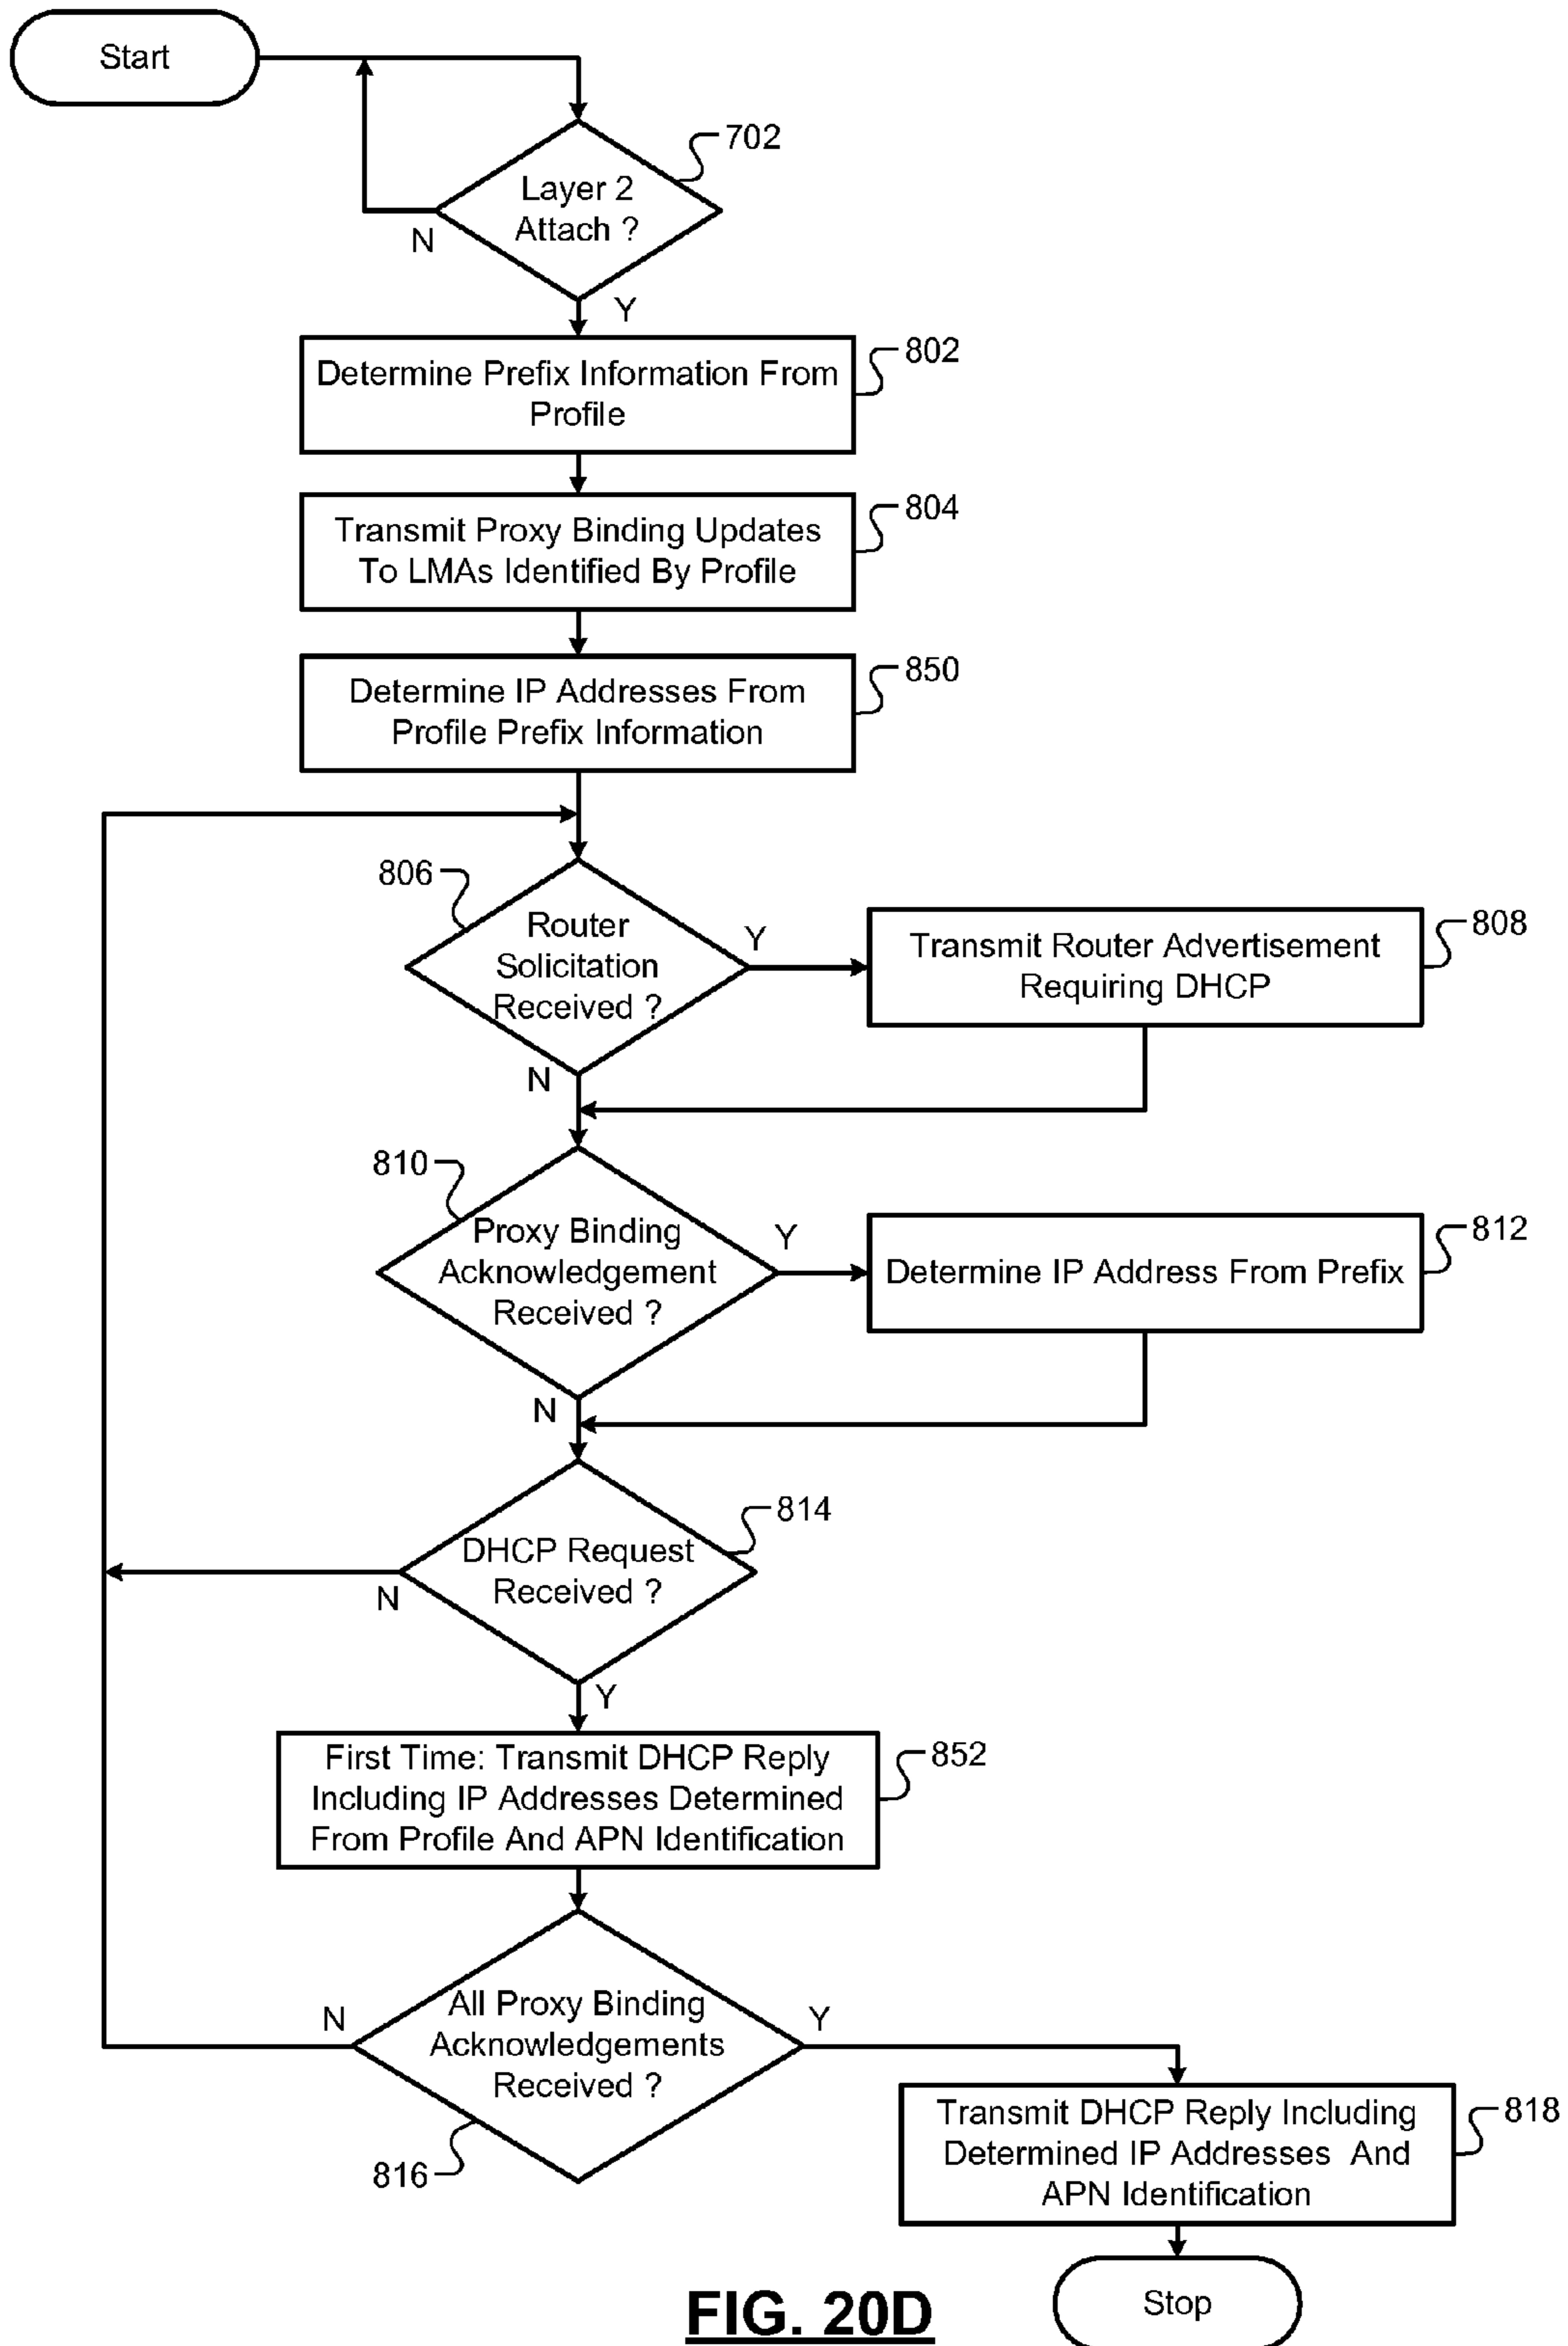 Start
702
Layer 2
Attach ?
N
Y
802
Determine Prefix Information From
Profile
804
Transmit Proxy Binding Updates
To LMAs Identified By Profile
850
Determine IP Addresses From
Profile Prefix Information
806
Router
Solicitation
Received ?
Y
N
808
Transmit Router Advertisement
Requiring DHCP
810
Proxy Binding
Acknowledgement
Received ?
Y
N
812
Determine IP Address From Prefix
814
DHCP Request
Received ?
N
Y
852
First Time: Transmit DHCP Reply
Including IP Addresses Determined
From Profile And APN Identification
N
All Proxy Binding
Acknowledgements
Received ?
Y
816
818
Transmit DHCP Reply Including
Determined IP Addresses And
APN Identification
Stop
FIG. 20D